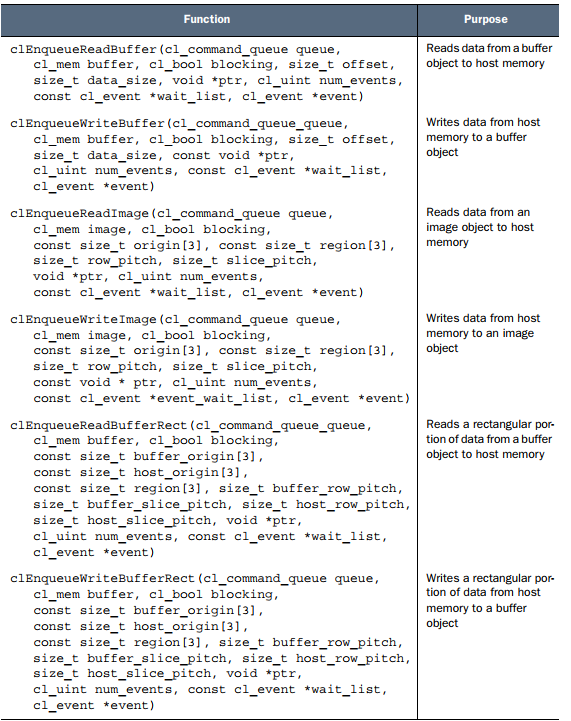 Function Purpose
clEnqueueReadBuffer(cl_command_queue queue,
cl_mem buffer, cl_bool blocking, size_t offset,
size_t data_size, void *ptr, cl_uint num_events,
const cl_event *wait_list, cl_event *event)
Reads data from a buffer
object to host memory
clEnqueueWriteBuffer(cl_command_queue_queue,
cl_mem buffer, cl_bool blocking, size_t offset,
size_t data_size, const void *ptr,
cl_uint num_events, const cl_event *wait_list,
cl_event *event)
Writes data from host
memory to a buffer
object
clEnqueueReadImage(cl_command_queue queue,
cl_mem image, cl_bool blocking,
const size_t origin[3], const size_t region[3],
size_t row_pitch, size_t slice_pitch,
void *ptr, cl_uint num_events,
const cl_event *wait_list, cl_event *event)
Reads data from an
image object to host
memory
clEnqueueWriteImage(cl_command_queue queue,
cl_mem image, cl_bool blocking,
const size_t origin[3], const size_t region[3],
size_t row_pitch, size_t slice_pitch,
const void * ptr, cl_uint num_events,
const cl_event *event_wait_list, cl_event *event)
Writes data from host
memory to an image
object
clEnqueueReadBufferRect(cl_command_queue_queue,
cl_mem buffer, cl_bool blocking,
const size_t buffer_origin[3],
const size_t host_origin[3],
const size_t region[3], size_t buffer_row_pitch,
size_t buffer_slice_pitch, size_t host_row_pitch,
size_t host_slice_pitch, void *ptr,
cl_uint num_events, const cl_event *wait_list,
cl_event *event)
Reads a rectangular por-
tion of data from a buffer
object to host memory
clEnqueueWriteBufferRect(cl_command_queue queue,
cl_mem buffer, cl_bool blocking,
const size_t buffer_origin[3],
const size_t host_origin[3],
const size_t region[3], size_t buffer_row_pitch,
size_t buffer_slice_pitch, size_t host_row_pitch,
size_t host_slice_pitch, void *ptr,
cl_uint num_events, const cl_event *wait_list,
cl_event *event)
Writes a rectangular por-
tion of data from host
memory to a buffer
object